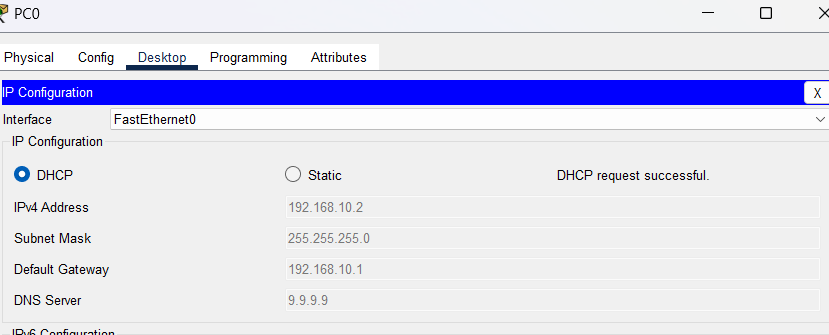 PC0
Physical Config Desktop Programming Attributes
IP Configuration X
Interface FastEthernet0
IP Configuration
DHCP Static DHCP request successful.
IPv4 Address 192.168.10.2
Subnet Mask 255.255.255.0
Default Gateway 192.168.10.1
DNS Server 9.9.9.9
IPv6 Configuration